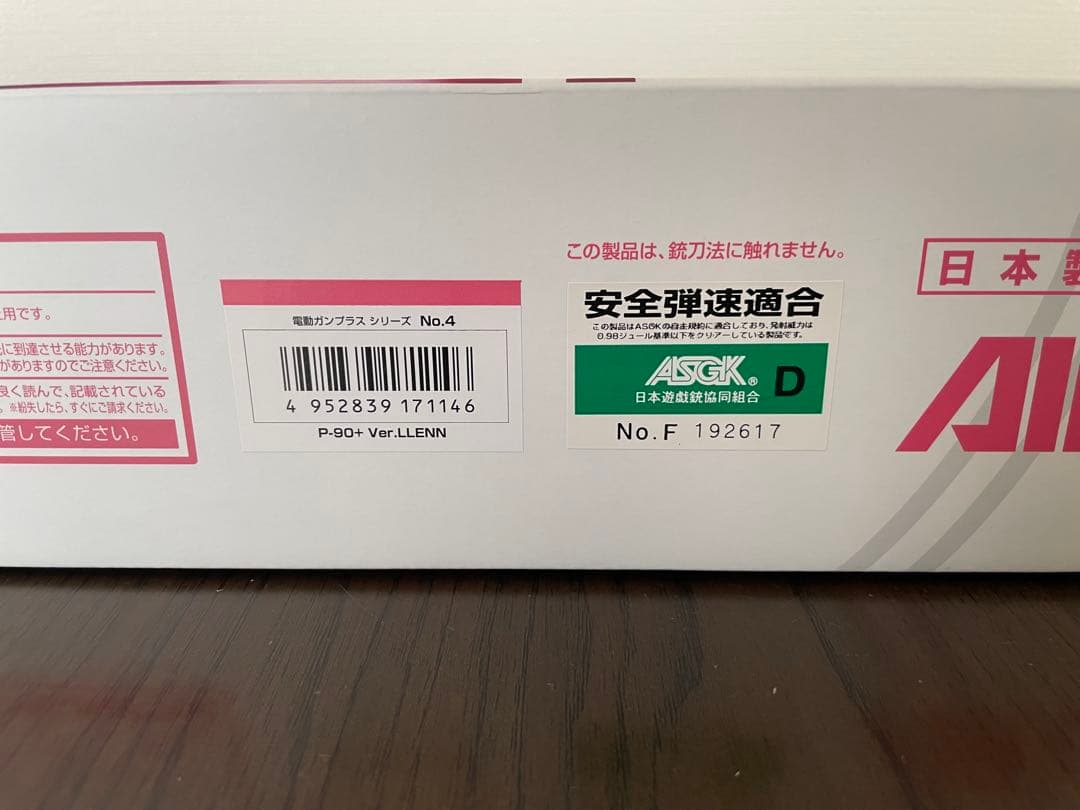 上用です。
先に到達させる能力があります。
がありますのでご注意ください。
良く読んで、記載されている
。※紛失したら、すぐにご請求ください。
管してください。
電動ガンプラス シリーズ No.4
4 952839 171146
P-90+ Ver.LLENN
この製品は、銃刀法に触れません。
安全弾速適合
この製品はASGKの自主規約に適合しており、発射威力は
0.98ジュール基準以下をクリアーしている製品です。
ASGK®
D
日本遊戯銃協同組合
No.F 192617
日本製
AI